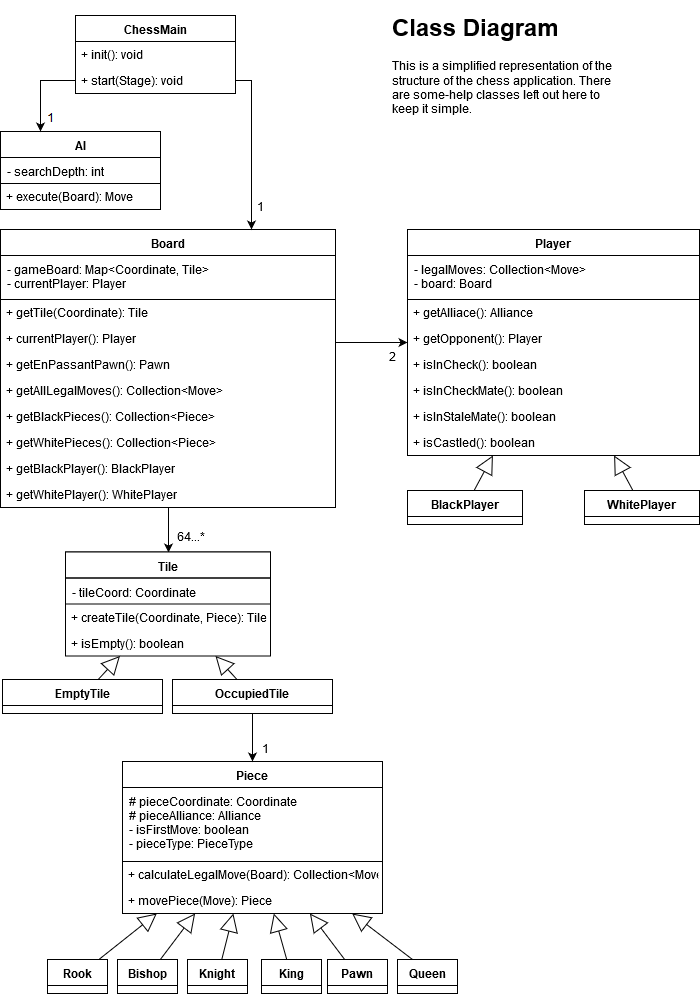 ChessMain
+ init(): void
+ start(Stage): void
Class Diagram
This is a simplified representation of the
structure of the chess application. There
are some-help classes left out here to
keep it simple.
1
AI
- searchDepth: int
+ execute(Board): Move
1
Board
- gameBoard: Map<Coordinate, Tile>
- currentPlayer: Player
+ getTile(Coordinate): Tile
+ currentPlayer(): Player
+ getEnPassantPawn(): Pawn
+ getAllLegalMoves(): Collection<Move>
+ getBlackPieces(): Collection<Piece>
+ getWhitePieces(): Collection<Piece>
+ getBlackPlayer(): BlackPlayer
+ getWhitePlayer(): WhitePlayer
2
Player
- legalMoves: Collection<Move>
- board: Board
+ getAlliace(): Alliance
+ getOpponent(): Player
+ isInCheck(): boolean
+ isInCheckMate(): boolean
+ isInStaleMate(): boolean
+ isCastled(): boolean
BlackPlayer
WhitePlayer
64...*
Tile
- tileCoord: Coordinate
+ createTile(Coordinate, Piece): Tile
+ isEmpty(): boolean
EmptyTile
OccupiedTile
1
Piece
# pieceCoordinate: Coordinate
# pieceAlliance: Alliance
- isFirstMove: boolean
- pieceType: PieceType
+ calculateLegalMove(Board): Collection<Move
+ movePiece(Move): Piece
Rook
Bishop
Knight
King
Pawn
Queen